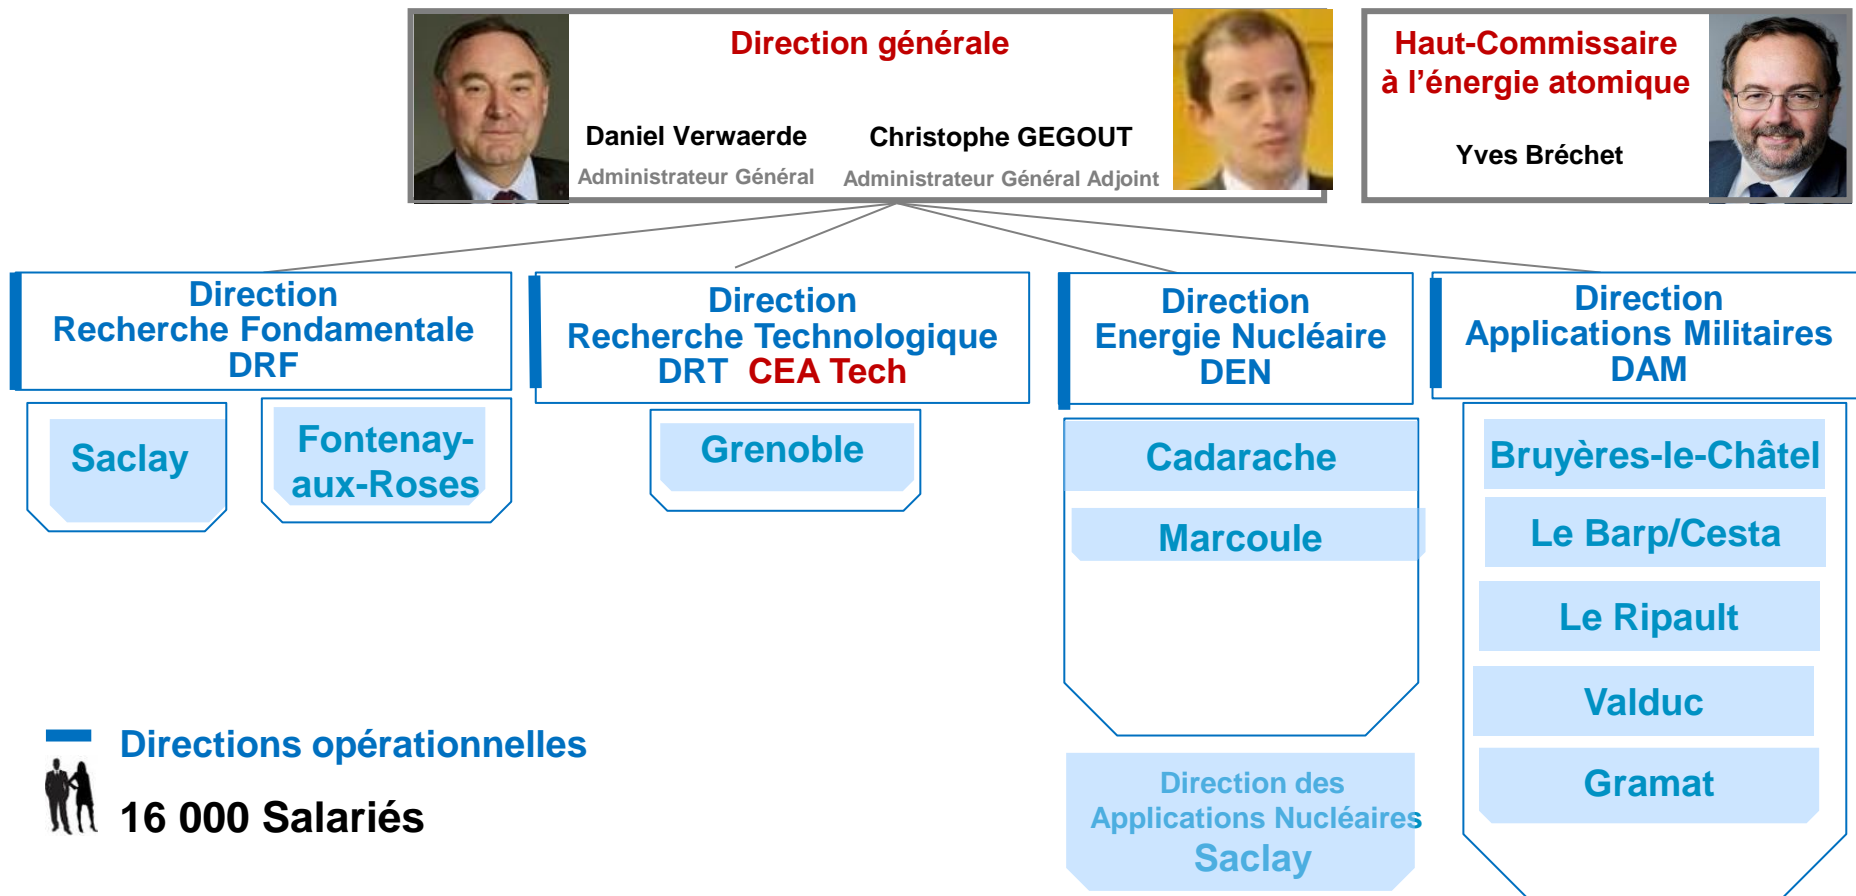 Direction générale
Daniel Verwaerde
Christophe GEGOUT
Administrateur Général
Administrateur Général Adjoint
Haut-Commissaire
à l'énergie atomique
Yves Bréchet
Direction
Recherche Fondamentale
DRF
Direction
Recherche Technologique
DRT CEA Tech
Direction
Energie Nucléaire
DEN
Direction
Applications Militaires
DAM
Saclay
Fontenay-
aux-Roses
Grenoble
Cadarache
Marcoule
Bruyères-le-Châtel
Le Barp/Cesta
Le Ripault
Valduc
Gramat
Direction des
Applications Nucléaires
Saclay
Directions opérationnelles
16 000 Salariés